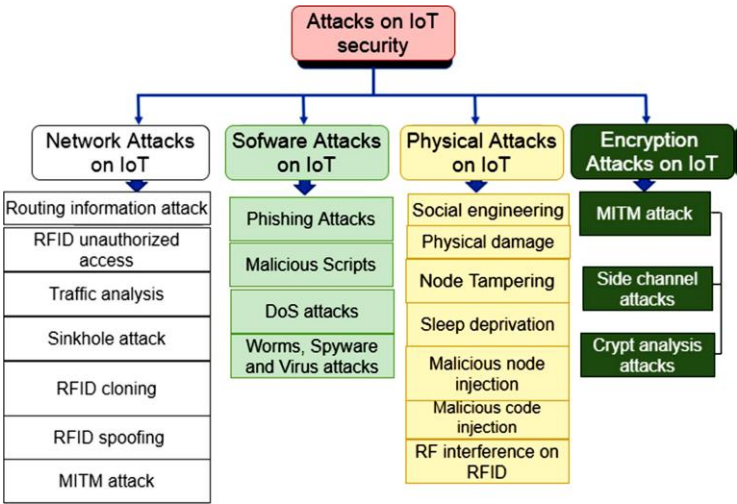 Attacks on IoT
security
Network Attacks
on IoT
Routing information attack
RFID unauthorized
access
Traffic analysis
Sinkhole attack
RFID cloning
RFID spoofing
MITM attack
Sofware Attacks
on IoT
Phishing Attacks
Malicious Scripts
DoS attacks
Worms, Spyware
and Virus attacks
Physical Attacks
on IoT
Social engineering
Physical damage
Node Tampering
Sleep deprivation
Malicious node
injection
Malicious code
injection
RF interference on
RFID
Encryption
Attacks on IoT
MITM attack
Side channel
attacks
Crypt analysis
attacks